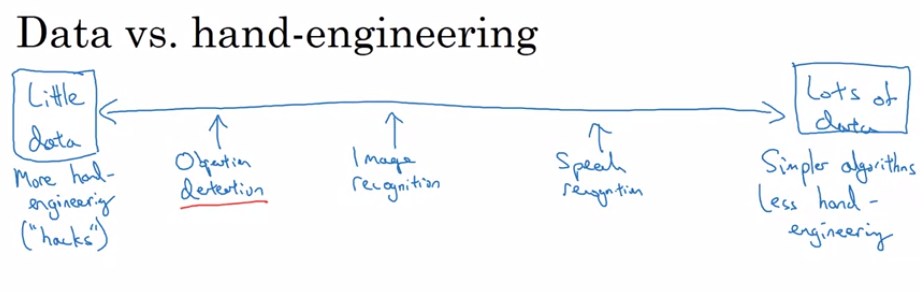 Data vs. hand-engineering
Little
data
Lots of
data
Object
detection
Image
recognition
Speech
recognition
More hand-
engineering
("hacks")
Simpler algorithms
Less hand-
engineering